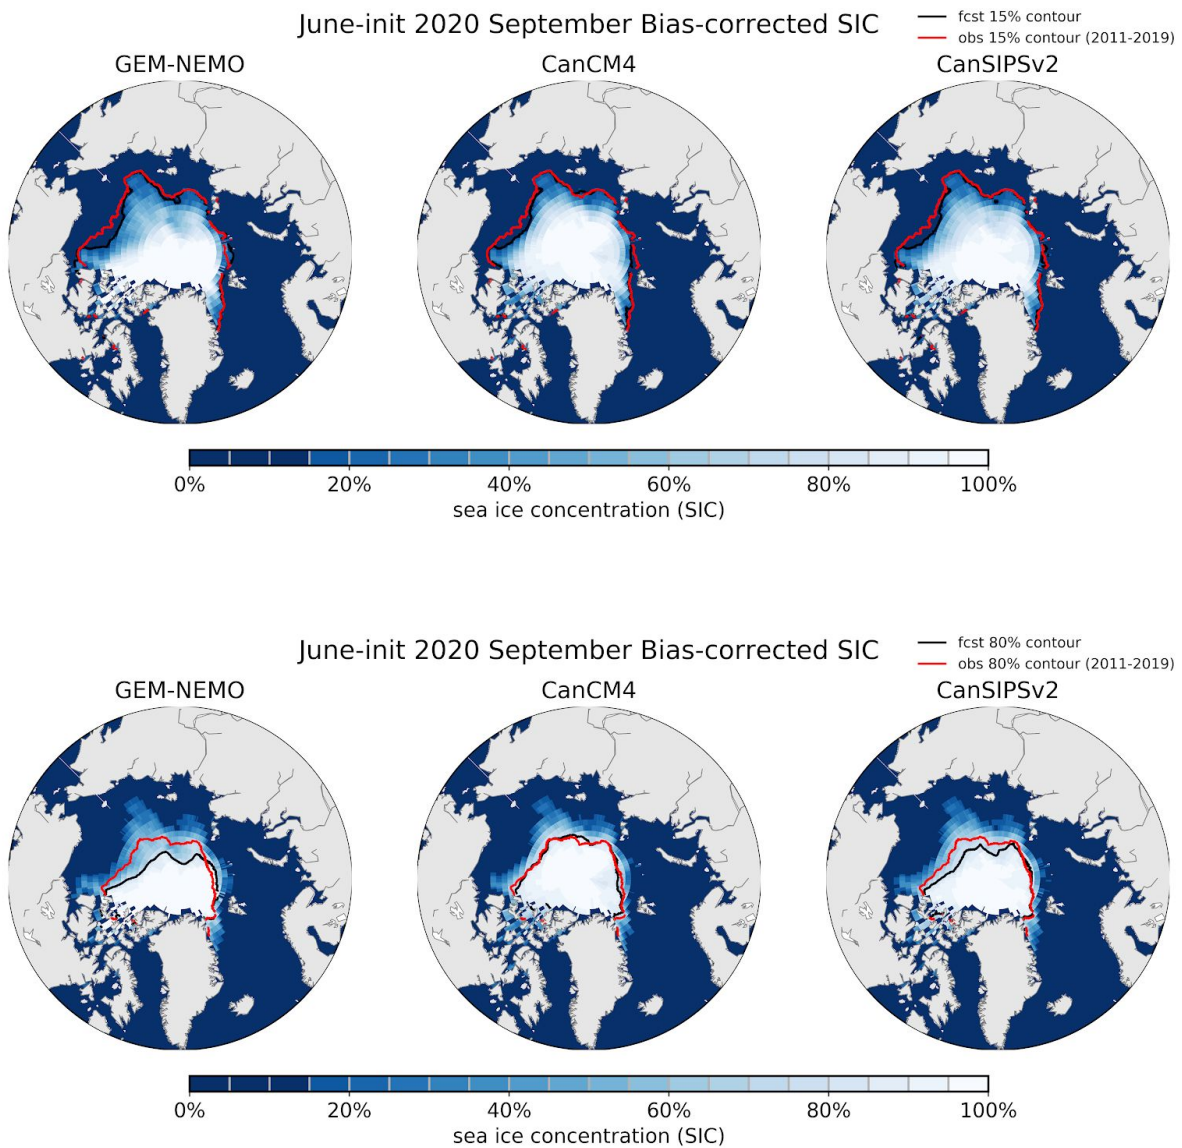 June-init 2020 September Bias-corrected SIC
fcst 15% contour
obs 15% contour (2011-2019)
GEM-NEMO
CanCM4
CanSIPSv2
0%
20%
40%
60%
80%
100%
sea ice concentration (SIC)
June-init 2020 September Bias-corrected SIC
fcst 80% contour
obs 80% contour (2011-2019)
GEM-NEMO
CanCM4
CanSIPSv2
0%
20%
40%
60%
80%
100%
sea ice concentration (SIC)